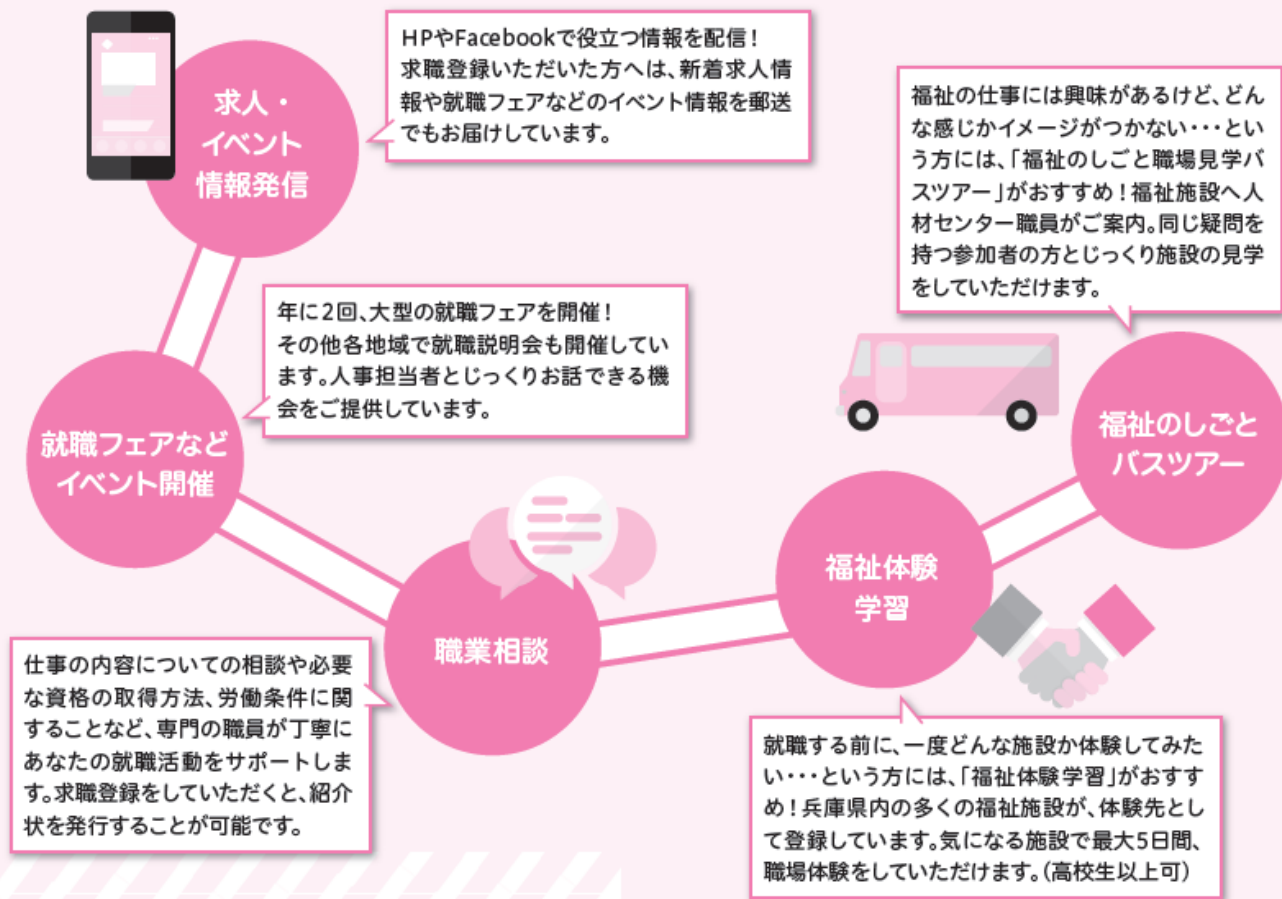 求人・
イベント
情報発信
HPやFacebookで役立つ情報を配信！
求職登録いただいた方へは、新着求人情
報や就職フェアなどのイベント情報を郵送
でもお届けしています。
福祉の仕事には興味があるけど、どん
な感じかイメージがつかない・・・とい
う方には、「福祉のしごと職場見学バ
スツアー」がおすすめ！福祉施設へ人
材センター職員がご案内。同じ疑問を
持つ参加者の方とじっくり施設の見学
をしていただけます。
年に2回、大型の就職フェアを開催！
その他各地域で就職説明会も開催してい
ます。人事担当者とじっくりお話できる機
会をご提供しています。
就職フェアなど
イベント開催
福祉のしごと
バスツアー
福祉体験
学習
職業相談
仕事の内容についての相談や必要
な資格の取得方法、労働条件に関
することなど、専門の職員が丁寧に
あなたの就職活動をサポートしま
す。求職登録をしていただくと、紹介
状を発行することが可能です。
就職する前に、一度どんな施設か体験してみた
い・・・という方には、「福祉体験学習」がおすす
め！兵庫県内の多くの福祉施設が、体験先とし
て登録しています。気になる施設で最大5日間、
職場体験をしていただけます。（高校生以上可）